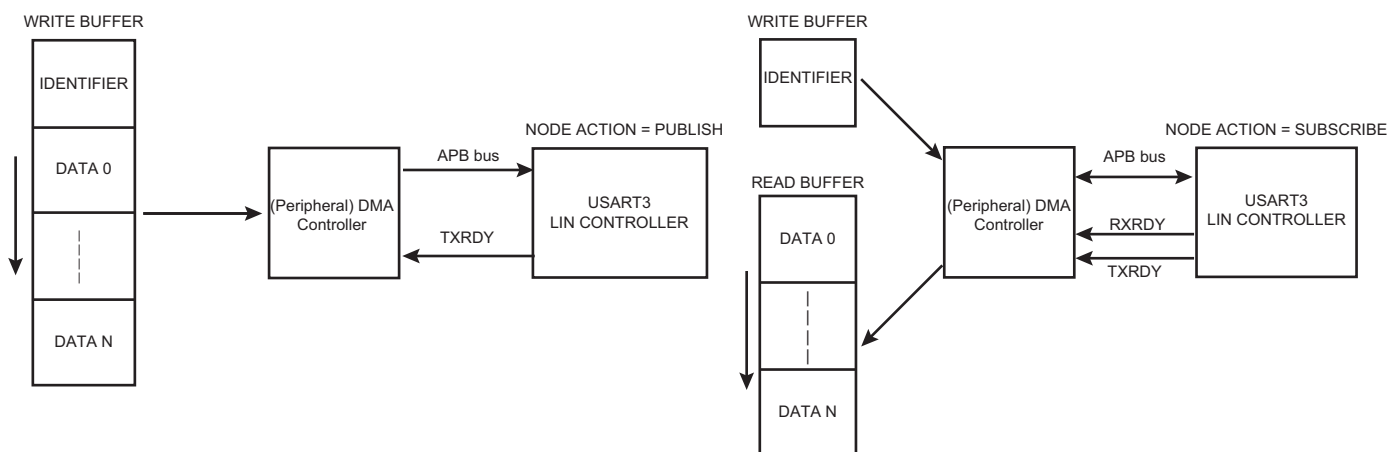 WRITE BUFFER
IDENTIFIER
DATA 0
DATA N
(Peripheral) DMA
Controller
APB bus
TXRDY
NODE ACTION = PUBLISH
USART3
LIN CONTROLLER
WRITE BUFFER
IDENTIFIER
READ BUFFER
DATA 0
DATA N
(Peripheral) DMA
Controller
APB bus
RXRDY
TXRDY
NODE ACTION = SUBSCRIBE
USART3
LIN CONTROLLER